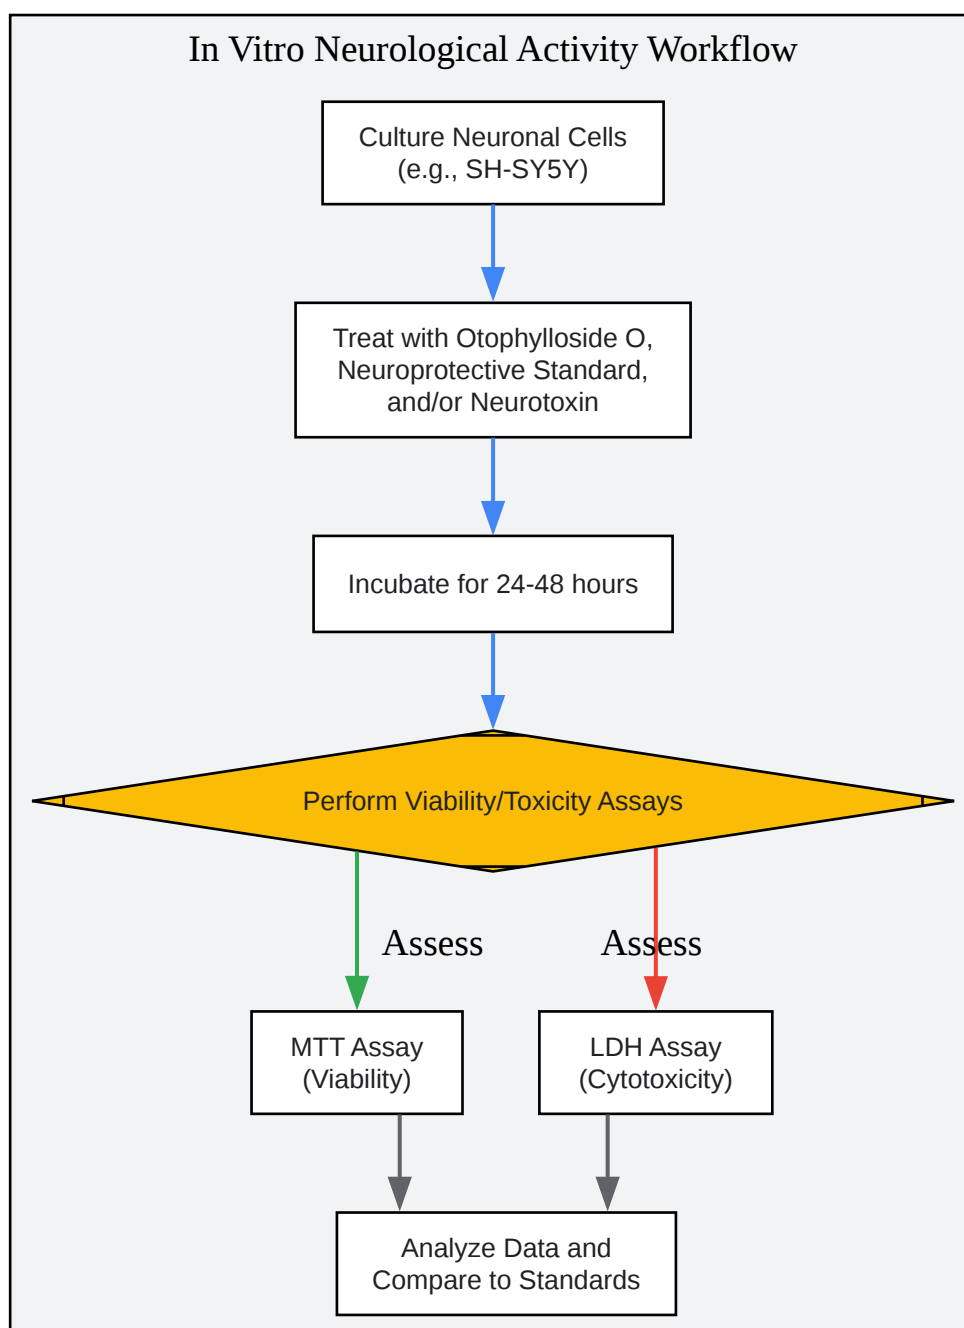 In Vitro Neurological Activity Workflow
Culture Neuronal Cells
(e.g., SH-SY5Y)
Treat with Otophylloside O,
Neuroprotective Standard,
and/or Neurotoxin
Incubate for 24-48 hours
Perform Viability/Toxicity Assays
Assess
Assess
MTT Assay
(Viability)
LDH Assay
(Cytotoxicity)
Analyze Data and
Compare to Standards